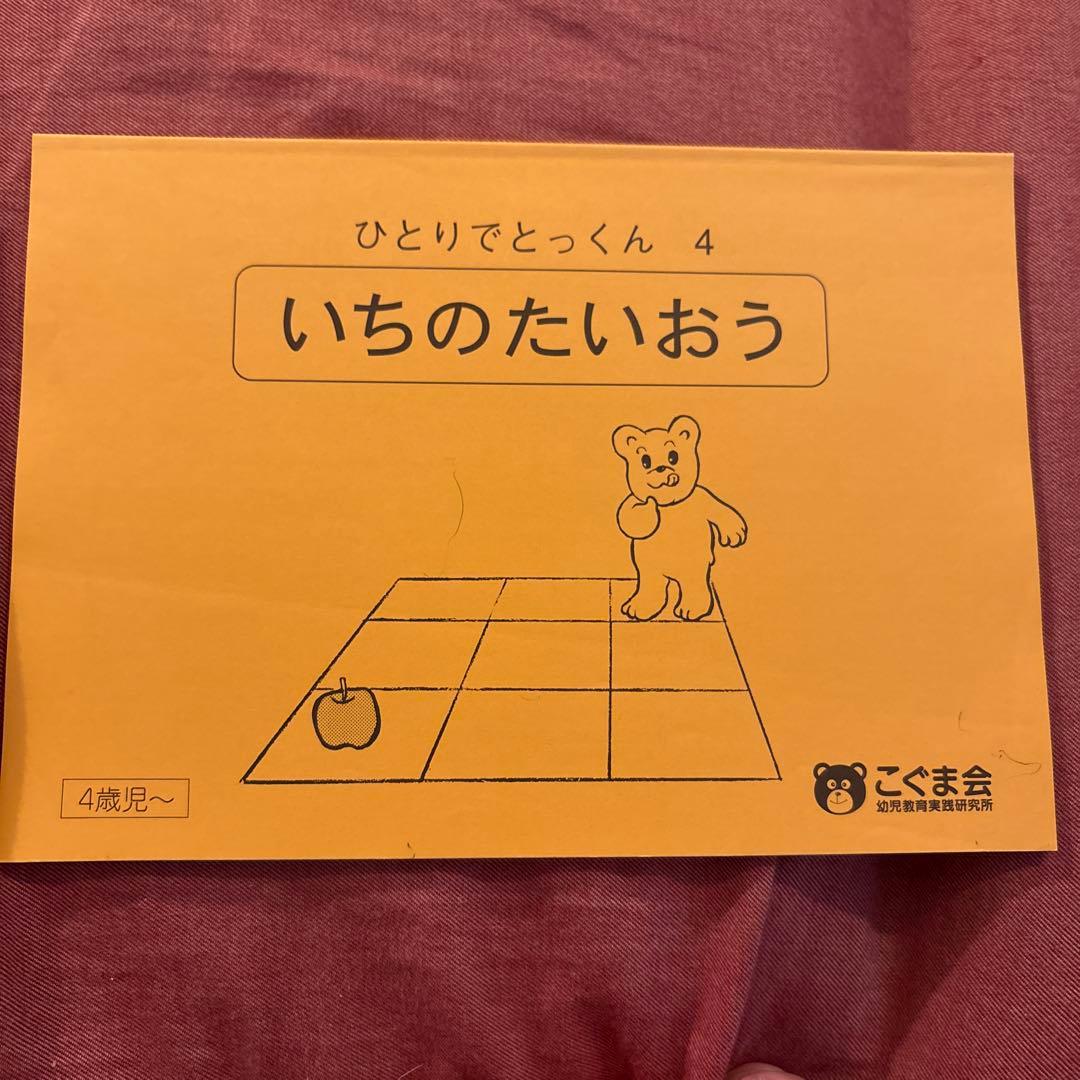 ひとりでとっくん 4
いちのたいおう
4歳児～
こぐま会
幼児教育実践研究所